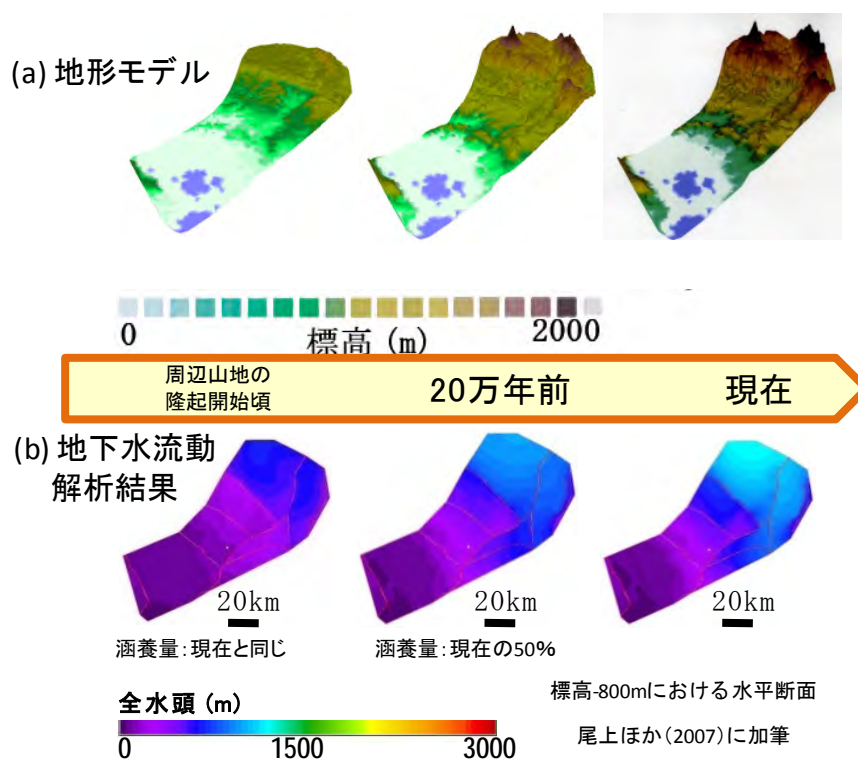 (a) 地形モデル
0
2000
標高 (m)
周辺山地の
隆起開始頃
20万年前
現在
(b) 地下水流動
解析結果
20km
20km
20km
涵養量：現在と同じ
涵養量：現在の50%
標高-800mにおける水平断面
全水頭 (m)
尾上ほか（2007）に加筆
0
1500
3000